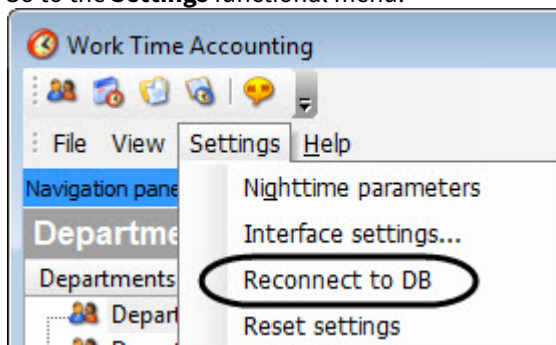 Go to the Settings functional menu.
Work Time Accounting
File View Settings Help
Navigation pane
Nighttime parameters
Departme
Interface settings...
Departments
Reconnect to DB
Depart
Reset settings